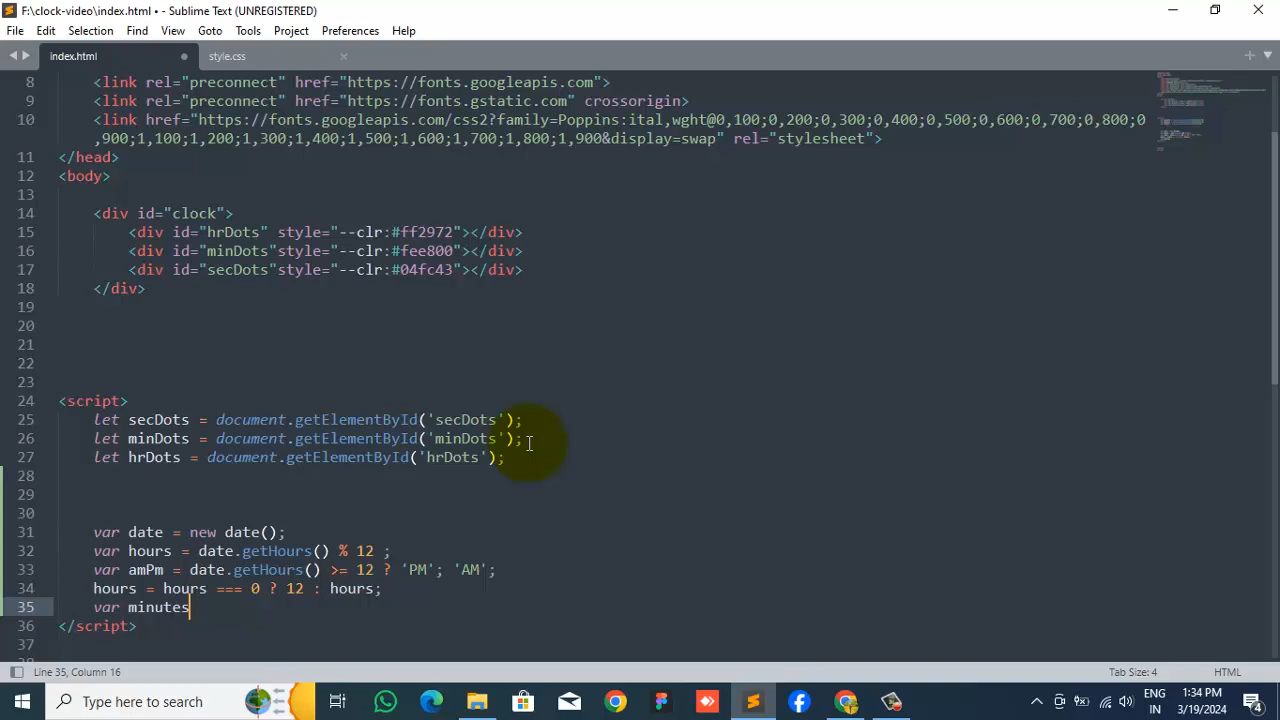 F:\clock-video\index.html • - Sublime Text (UNREGISTERED)
File Edit Selection Find View Goto Tools Project Preferences Help
index.html style.css
8 <link rel="preconnect" href="https://fonts.googleapis.com">
9 <link rel="preconnect" href="https://fonts.gstatic.com" crossorigin>
10 <link href="https://fonts.googleapis.com/css2?family=Poppins:ital,wght@0,100;0,200;0,300;0,400;0,500;0,600;0,700;0,800;0
,900;1,100;1,200;1,300;1,400;1,500;1,600;1,700;1,800;1,900&display=swap" rel="stylesheet">
11 </head>
12 <body>
13
14 <div id="clock">
15 <div id="hrDots" style="--clr:#ff2972"></div>
16 <div id="minDots"style="--clr:#fee800"></div>
17 <div id="secDots"style="--clr:#04fc43"></div>
18 </div>
19
20
21
22
23
24 <script>
25 let secDots = document.getElementById('secDots');
26 let minDots = document.getElementById('minDots');
27 let hrDots = document.getElementById('hrDots');
28
29
30
31 var date = new date();
32 var hours = date.getHours() % 12 ;
33 var amPm = date.getHours() >= 12 ? 'PM'; 'AM';
34 hours = hours === 0 ? 12 : hours;
35 var minutes
36 </script>
37
Line 35, Column 16 Tab Size: 4 HTML
Type here to search
ENG 1:34 PM
IN 3/19/2024 4